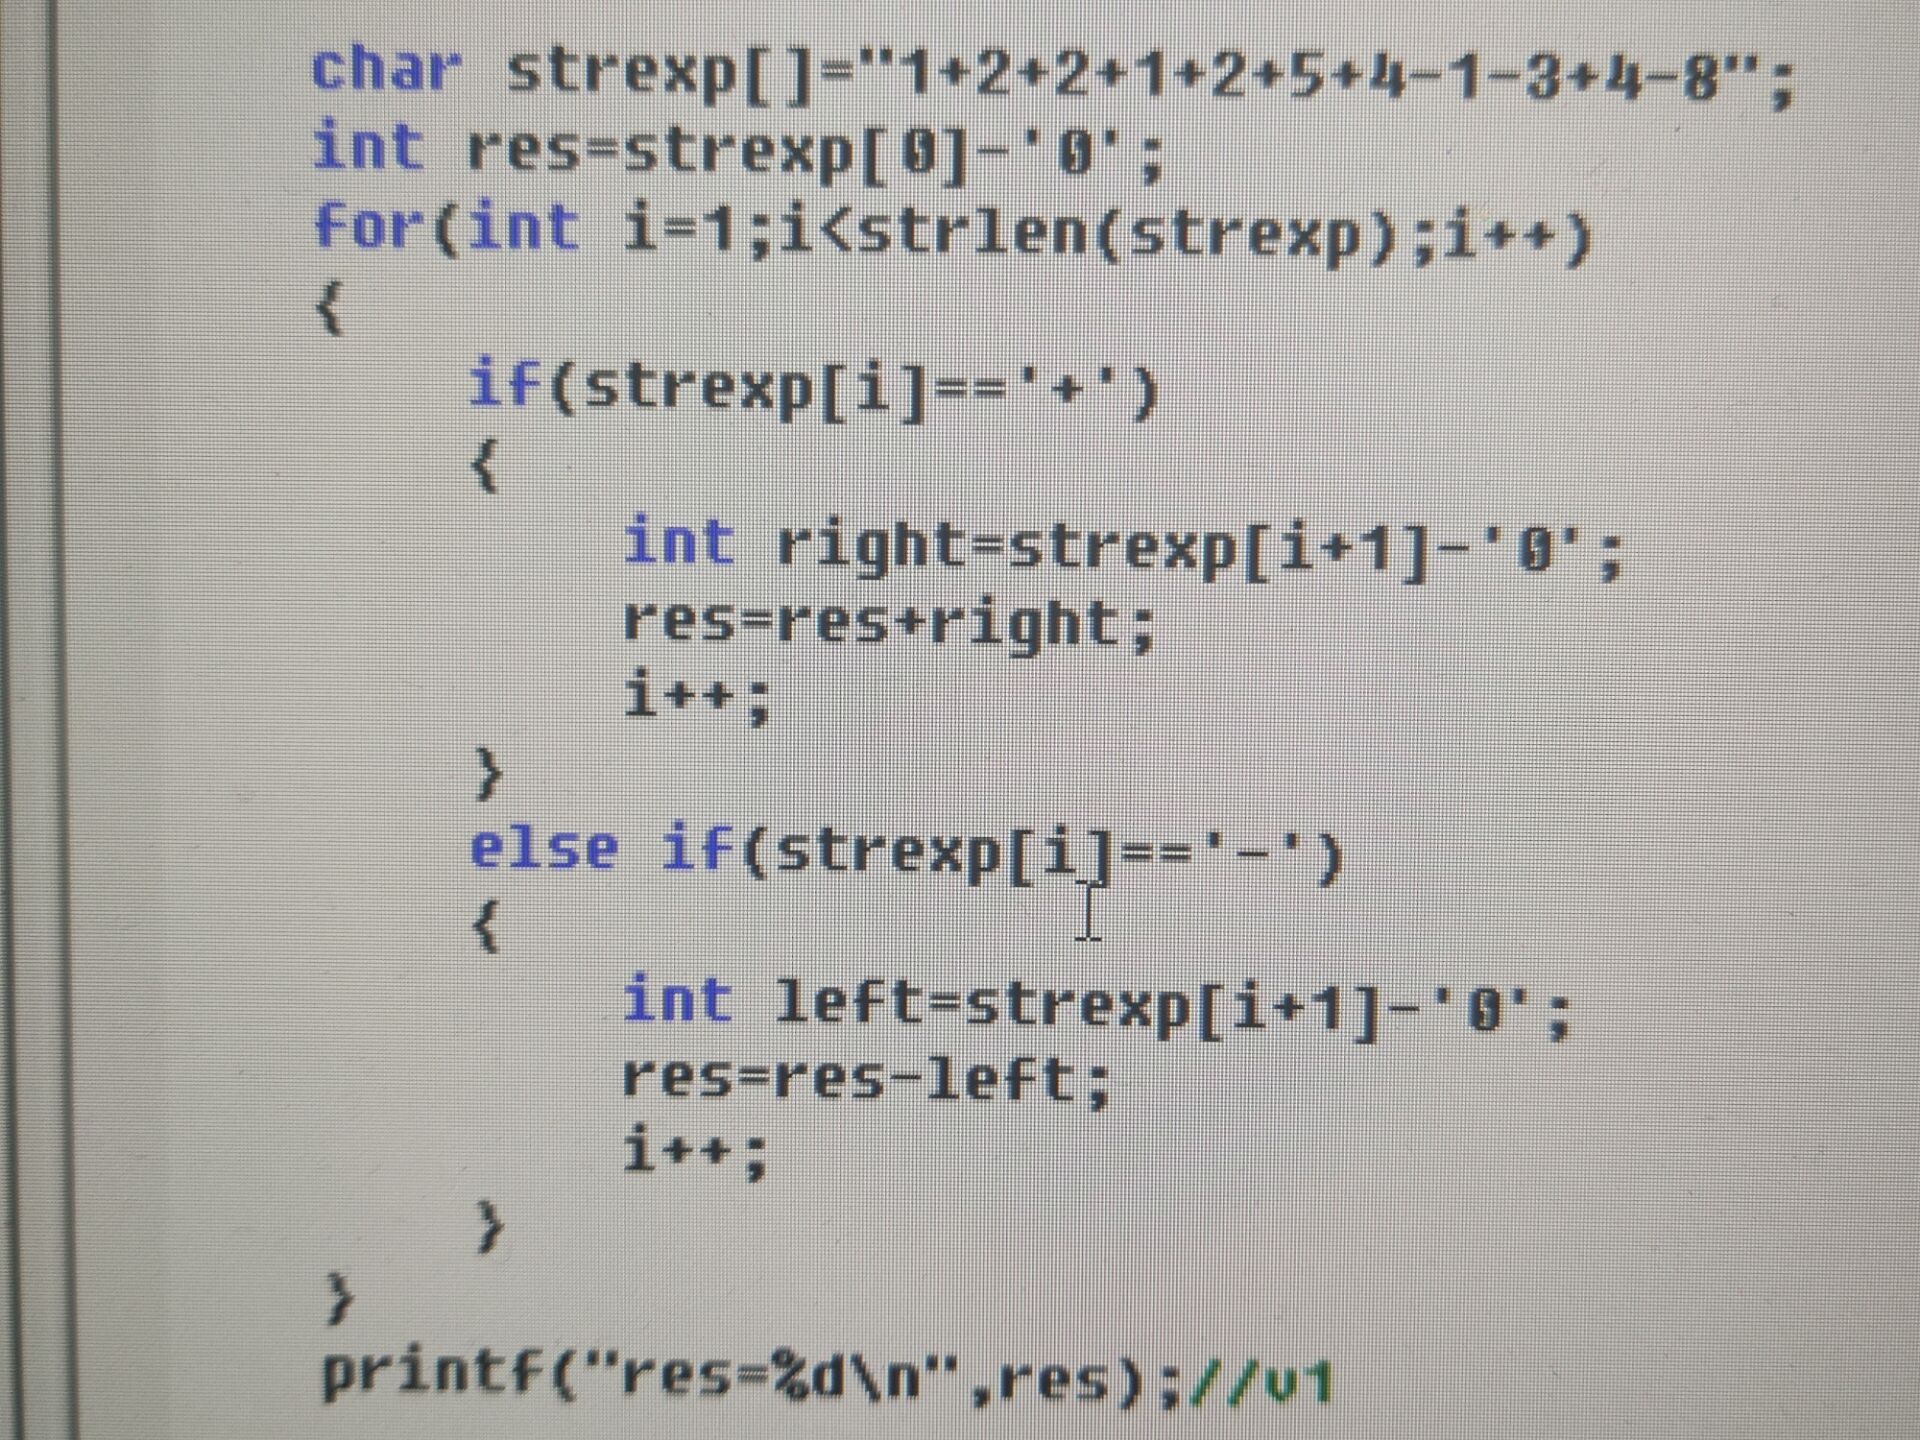 char strexp[]="1+2+2+1+2+5+4-1-3+4-8";
int res=strexp[0]-'0';
for(int i=1;i<strlen(strexp);i++)
{
if(strexp[i]=='+')
{
int right=strexp[i+1]-'0';
res=res+right;
i++;
}
else if(strexp[i]=='-')
{
int left=strexp[i+1]-'0';
res=res-left;
i++;
}
}
printf("res=%d\n",res);//v1